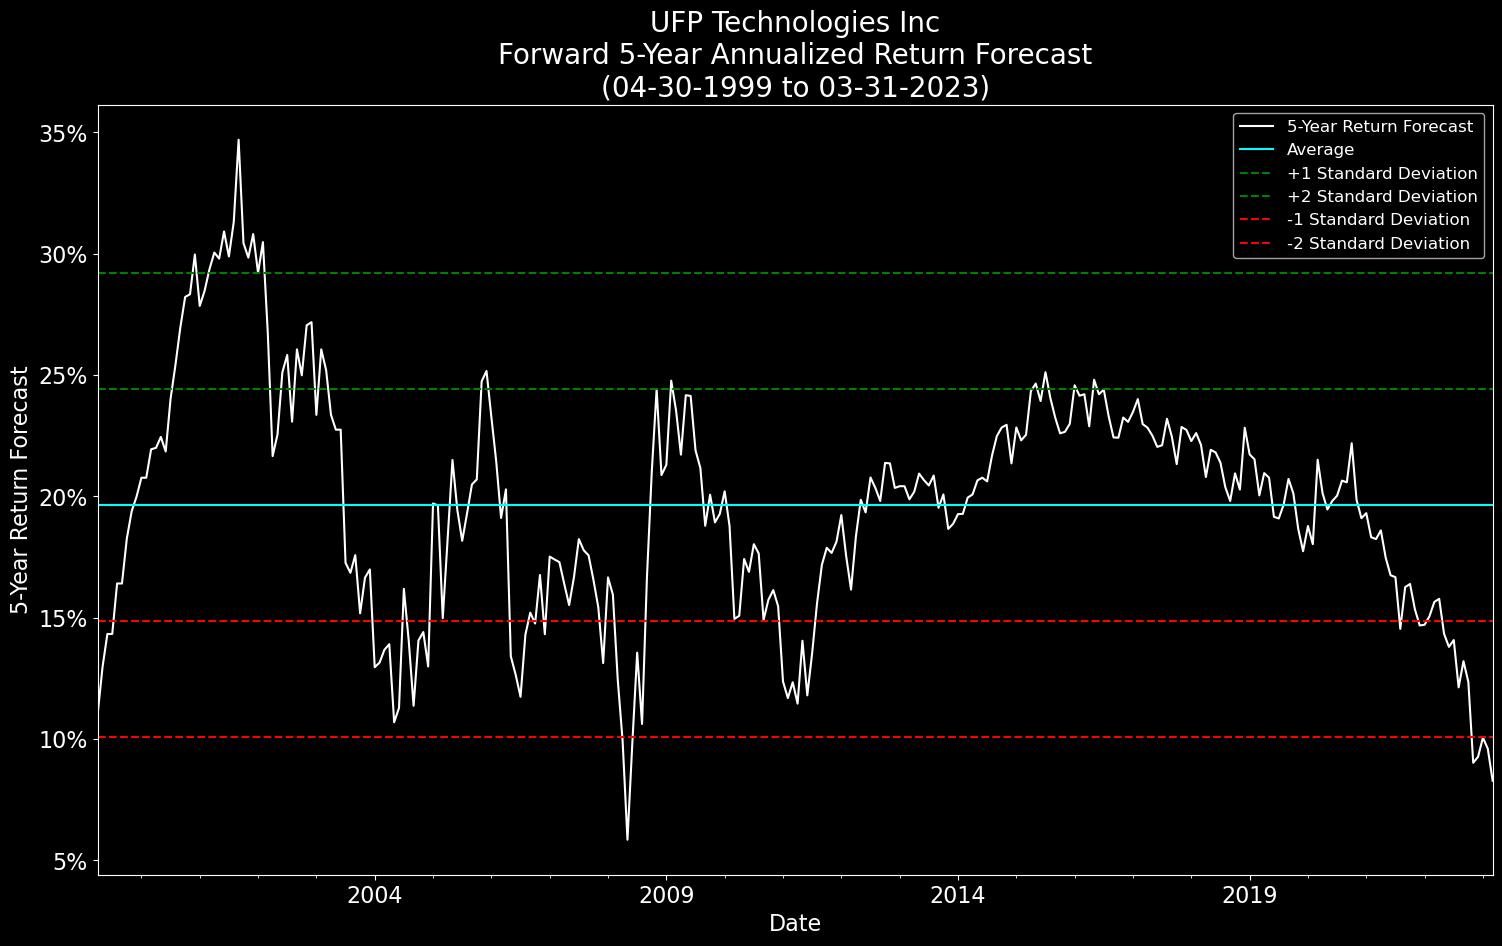 UFP Technologies Inc
Forward 5-Year Annualized Return Forecast
(04-30-1999 to 03-31-2023)
5-Year Return Forecast
Average
+1 Standard Deviation
+2 Standard Deviation
-1 Standard Deviation
-2 Standard Deviation
5-Year Return Forecast
35%
30%
25%
20%
15%
10%
5%
2004 2009 2014 2019
Date